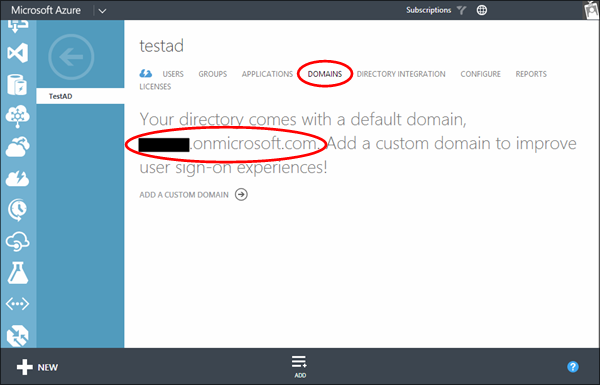 Microsoft Azure
Subscriptions
testad
USERS GROUPS APPLICATIONS DOMAINS DIRECTORY INTEGRATION CONFIGURE REPORTS
LICENSES
TestAD
Your directory comes with a default domain,
.onmicrosoft.com. Add a custom domain to improve
user sign-on experiences!
ADD A CUSTOM DOMAIN
NEW
ADD
?